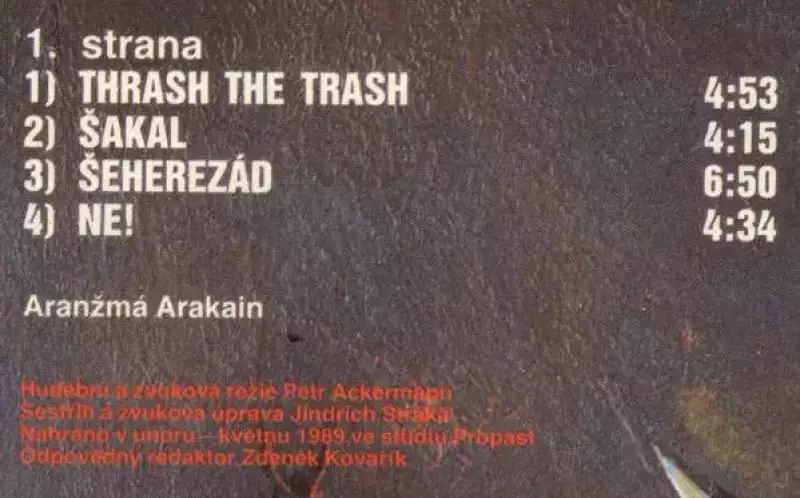 1. strana
1) THRASH THE TRASH 4:53
2) ŠAKAL 4:15
3) ŠEHEREZÁD 6:50
4) NE! 4:34
Aranžmá Arakain
Hudební a zvuková režie Petr Ackermann
Sestřih a zvuková úprava Jindřich Straka
Nahráno v únoru – květnu 1989 ve studiu Propast
Odpovědný redaktor Zdeněk Kovařík